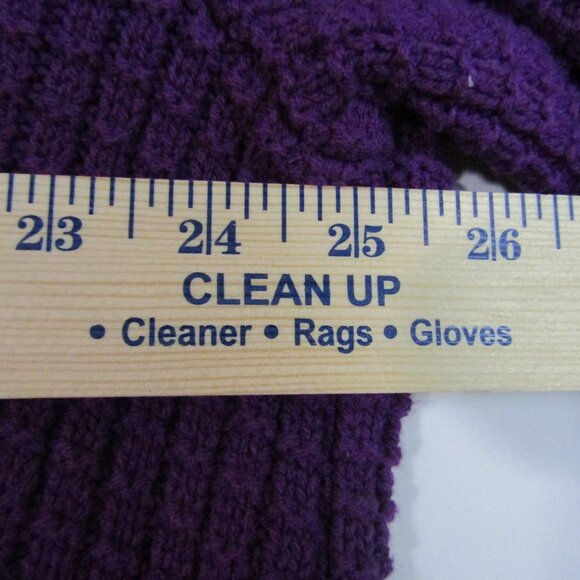 23 24 25 26
CLEAN UP
• Cleaner • Rags • Gloves